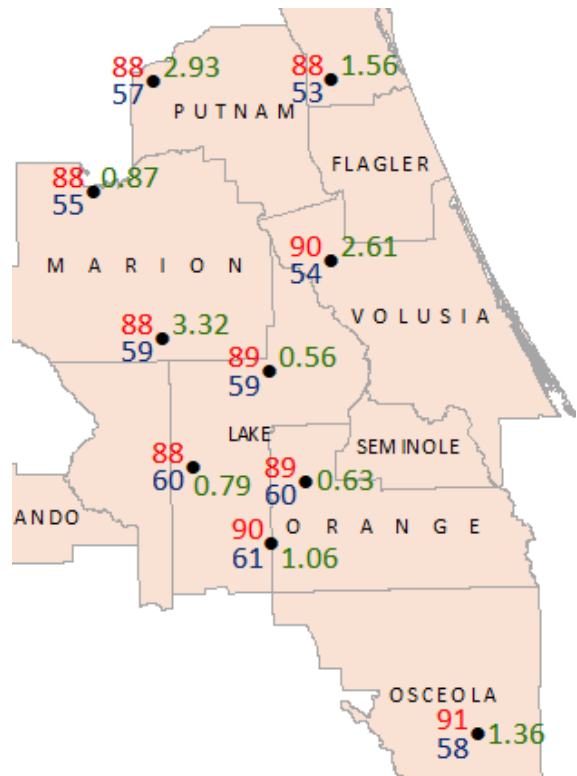 88 2.93
57
88 1.56
53
PUTNAM
FLAGLER
88 0.87
55
90 2.61
54
MARION
VOLUSIA
88 3.32
59
89 0.56
59
LAKE
SEMINOLE
88
60 0.79
89 0.63
60
ANDO
ORANGE
90
61 1.06
OSCEOLA
91 1.36
58